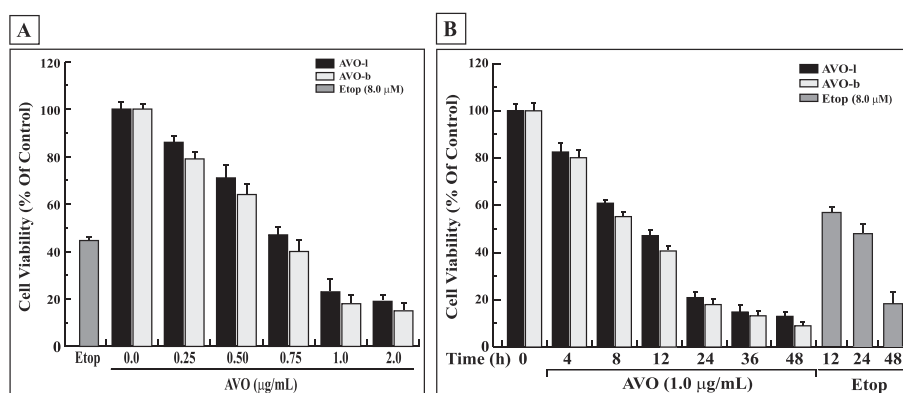 A
120
100
80
60
40
20
0
Cell Viability (% Of Control)
AVO-l
AVO-b
Etop (8.0 μM)
Etop 0.0 0.25 0.50 0.75 1.0 2.0
AVO (μg/mL)
B
120
100
80
60
40
20
0
Cell Viability (% Of Control)
AVO-l
AVO-b
Etop (8.0 μM)
Time (h) 0 4 8 12 24 36 48 12 24 48
AVO (1.0 μg/mL) Etop